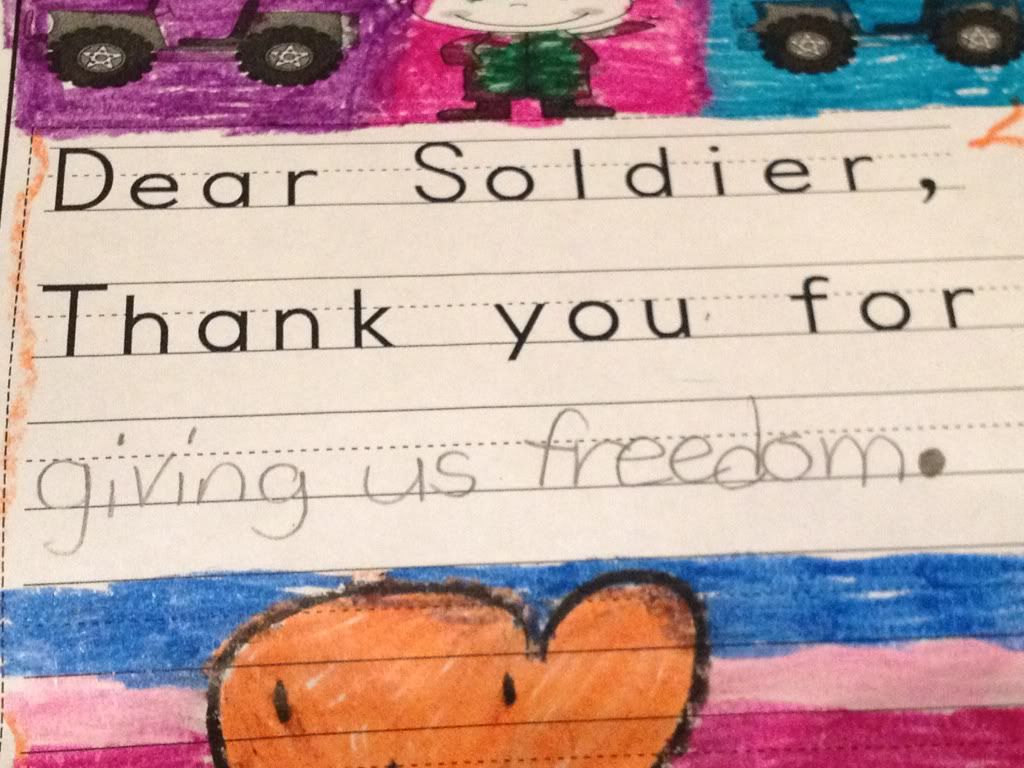 Dear Soldier,
Thank you for
giving us freedom.